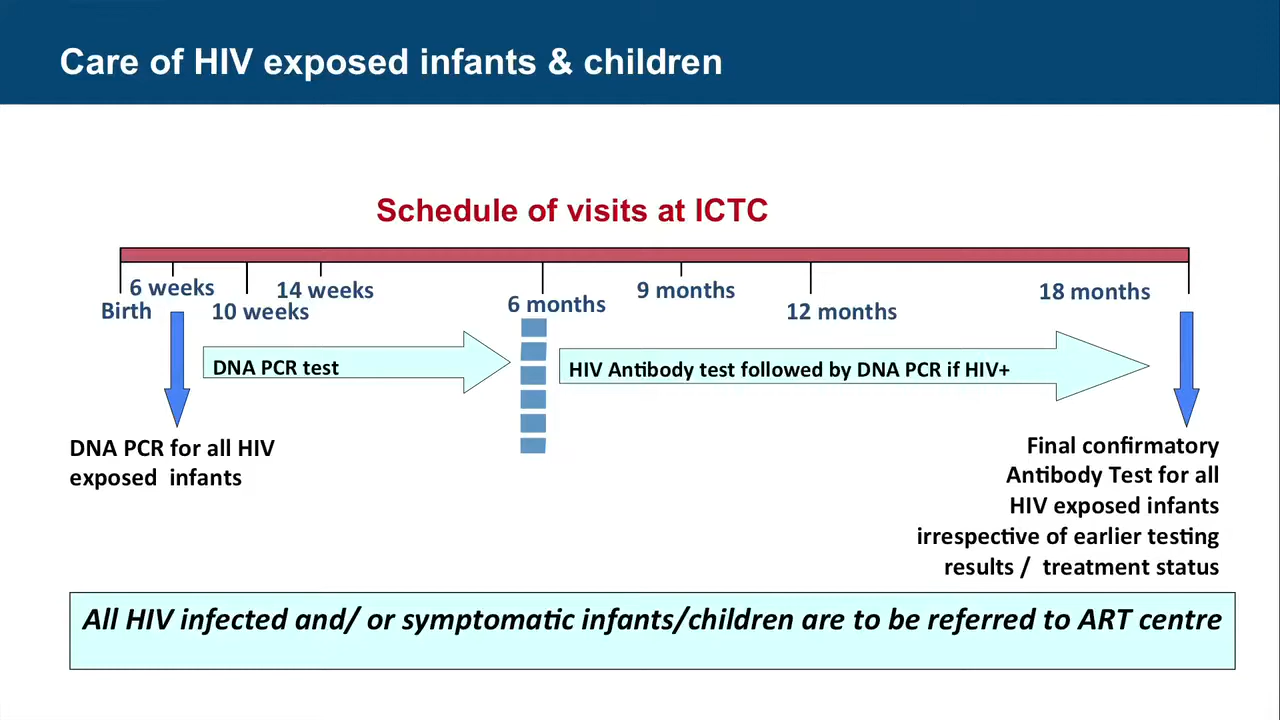 Care of HIV exposed infants & children
Schedule of visits at ICTC
Birth
6 weeks
10 weeks
14 weeks
6 months
9 months
12 months
18 months
DNA PCR test
HIV Antibody test followed by DNA PCR if HIV+
DNA PCR for all HIV
exposed infants
Final confirmatory
Antibody Test for all
HIV exposed infants
irrespective of earlier testing
results / treatment status
All HIV infected and/ or symptomatic infants/children are to be referred to ART centre